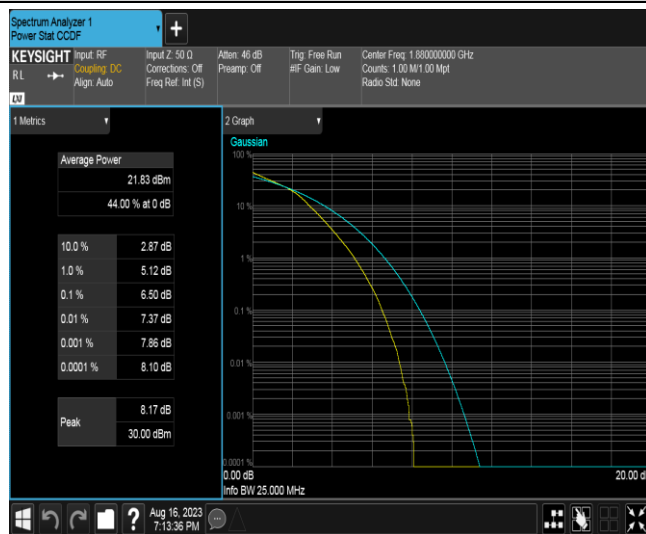 Spectrum Analyzer 1
Power Stat CCDF
KEYSIGHT
RL
Input: RF
Coupling: DC
Align: Auto
Input Z: 50 Ω
Corrections: Off
Freq Ref: Int (S)
Atten: 46 dB
Preamp: Off
Trig: Free Run
#IF Gain: Low
Center Freq: 1.880000000 GHz
Counts: 1.00 M/1.00 Mpt
Radio Std: None
LXI
1 Metrics
Average Power
21.83 dBm
44.00 % at 0 dB
10.0 % 2.87 dB
1.0 % 5.12 dB
0.1 % 6.50 dB
0.01 % 7.37 dB
0.001 % 7.86 dB
0.0001 % 8.10 dB
Peak 8.17 dB
30.00 dBm
2 Graph
Gaussian
100 %
10 %
1 %
0.1 %
0.01 %
0.001 %
0.0001 %
0.00 dB
20.00 d
Info BW 25.000 MHz
Aug 16, 2023
7:13:36 PM